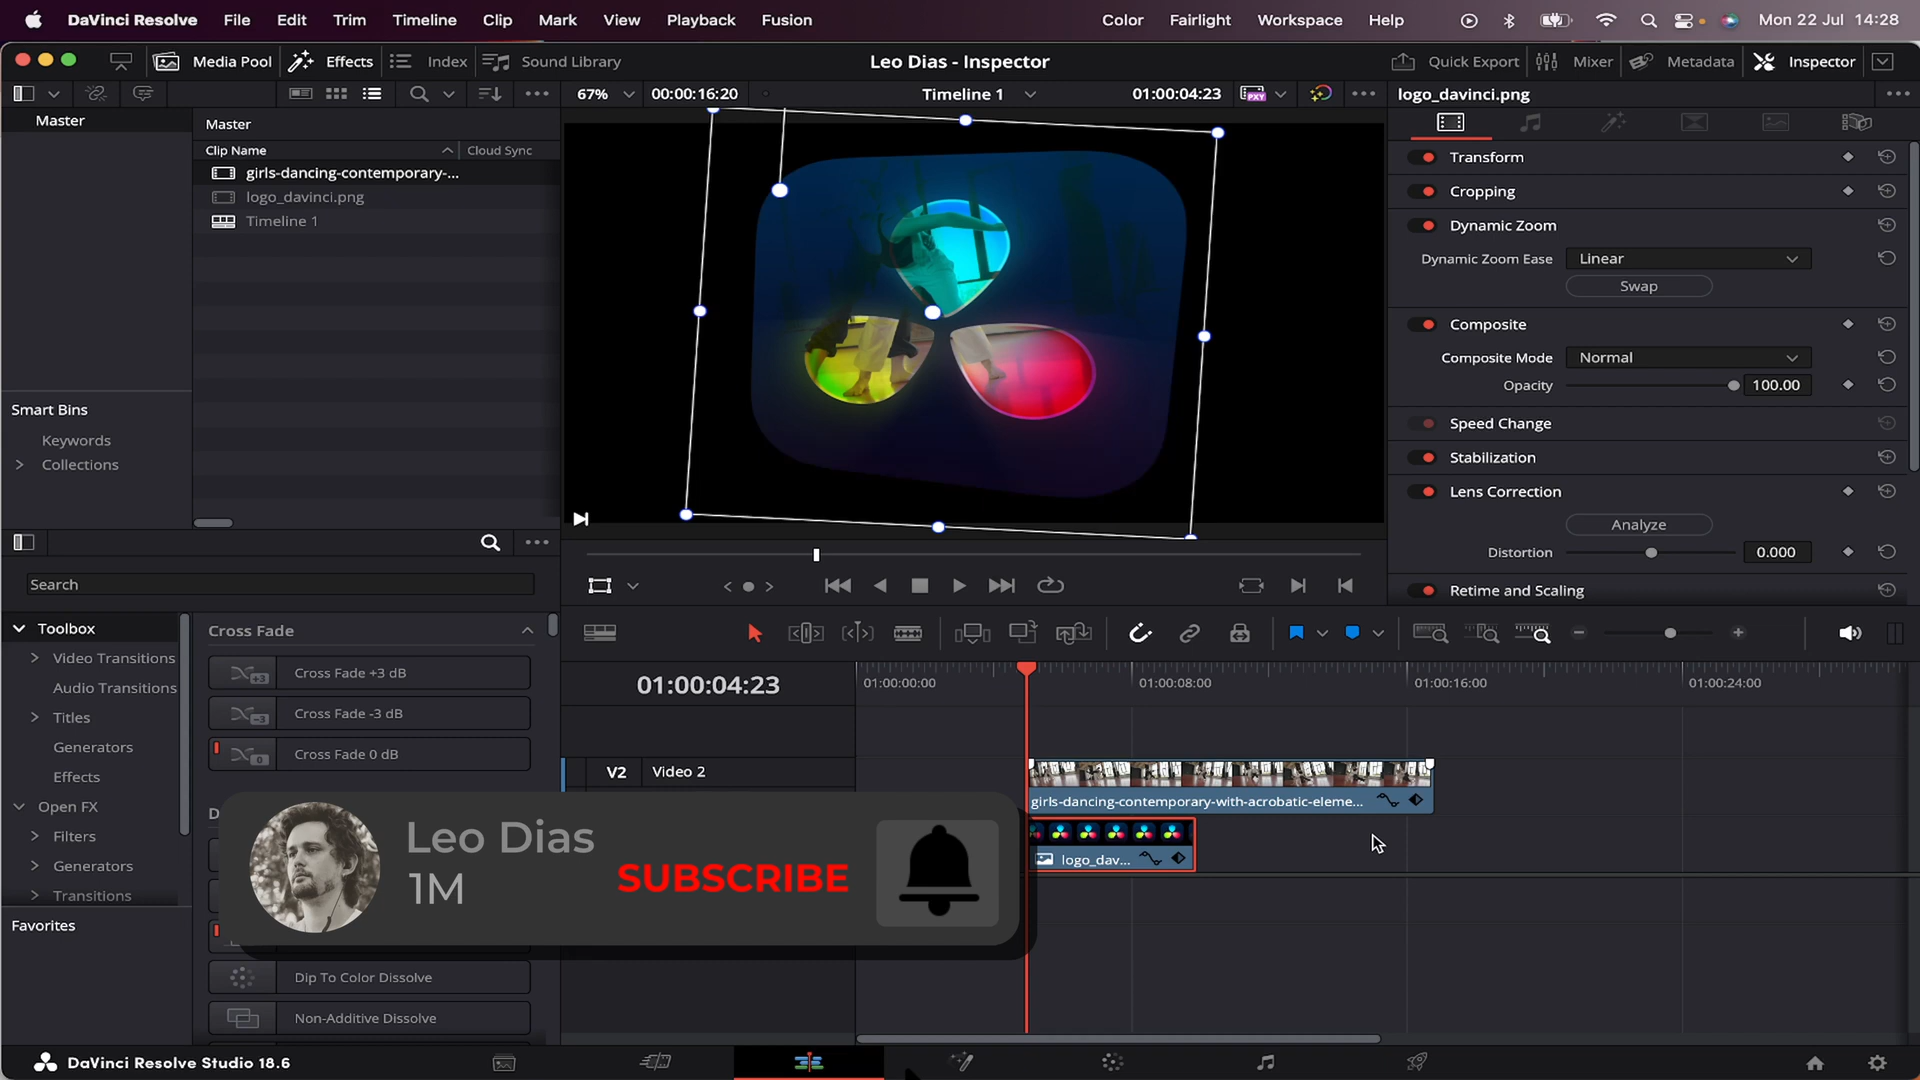 DaVinci Resolve File Edit Trim Timeline Clip Mark View Playback Fusion Color Fairlight Workspace Help Mon 22 Jul 14:28
Media Pool Effects Index Sound Library Leo Dias - Inspector Quick Export Mixer Metadata Inspector
67% 00:00:16:20 Timeline 1 01:00:04:23 PXY logo_davinci.png
Master
Master
Clip Name Cloud Sync
girls-dancing-contemporary-...
logo_davinci.png
Timeline 1
Smart Bins
Keywords
Collections
Transform
Cropping
Dynamic Zoom
Dynamic Zoom Ease Linear
Swap
Composite
Composite Mode Normal
Opacity 100.00
Speed Change
Stabilization
Lens Correction
Analyze
Distortion 0.000
Retime and Scaling
Search
Toolbox
Video Transitions
Audio Transitions
Titles
Generators
Effects
Open FX
Filters
Generators
Transitions
Favorites
Cross Fade
+3 Cross Fade +3 dB
-3 Cross Fade -3 dB
0 Cross Fade 0 dB
D
Dip To Color Dissolve
Non-Additive Dissolve
01:00:04:23
01:00:00:00 01:00:08:00 01:00:16:00 01:00:24:00
V2 Video 2
girls-dancing-contemporary-with-acrobatic-eleme...
logo_dav...
Leo Dias
1M
SUBSCRIBE
DaVinci Resolve Studio 18.6